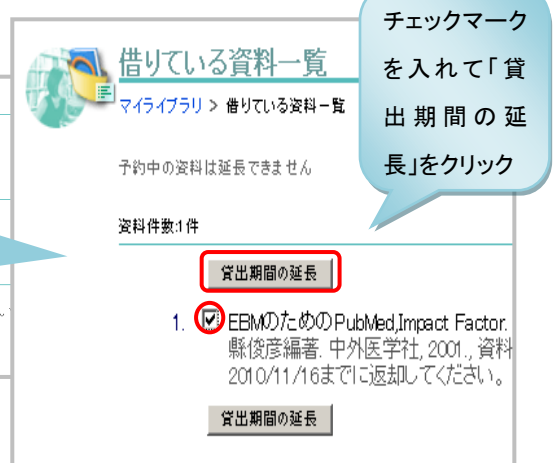 チェックマーク
を入れて「貸
出期間の延
長」をクリック
借りている資料一覧
マイライブラリ > 借りている資料一覧
予約中の資料は延長できません
資料件数:1件
貸出期間の延長
1. EBMのためのPubMed,Impact Factor.
縣俊彦編著. 中外医学社, 2001., 資料
2010/11/16までに返却してください。
貸出期間の延長